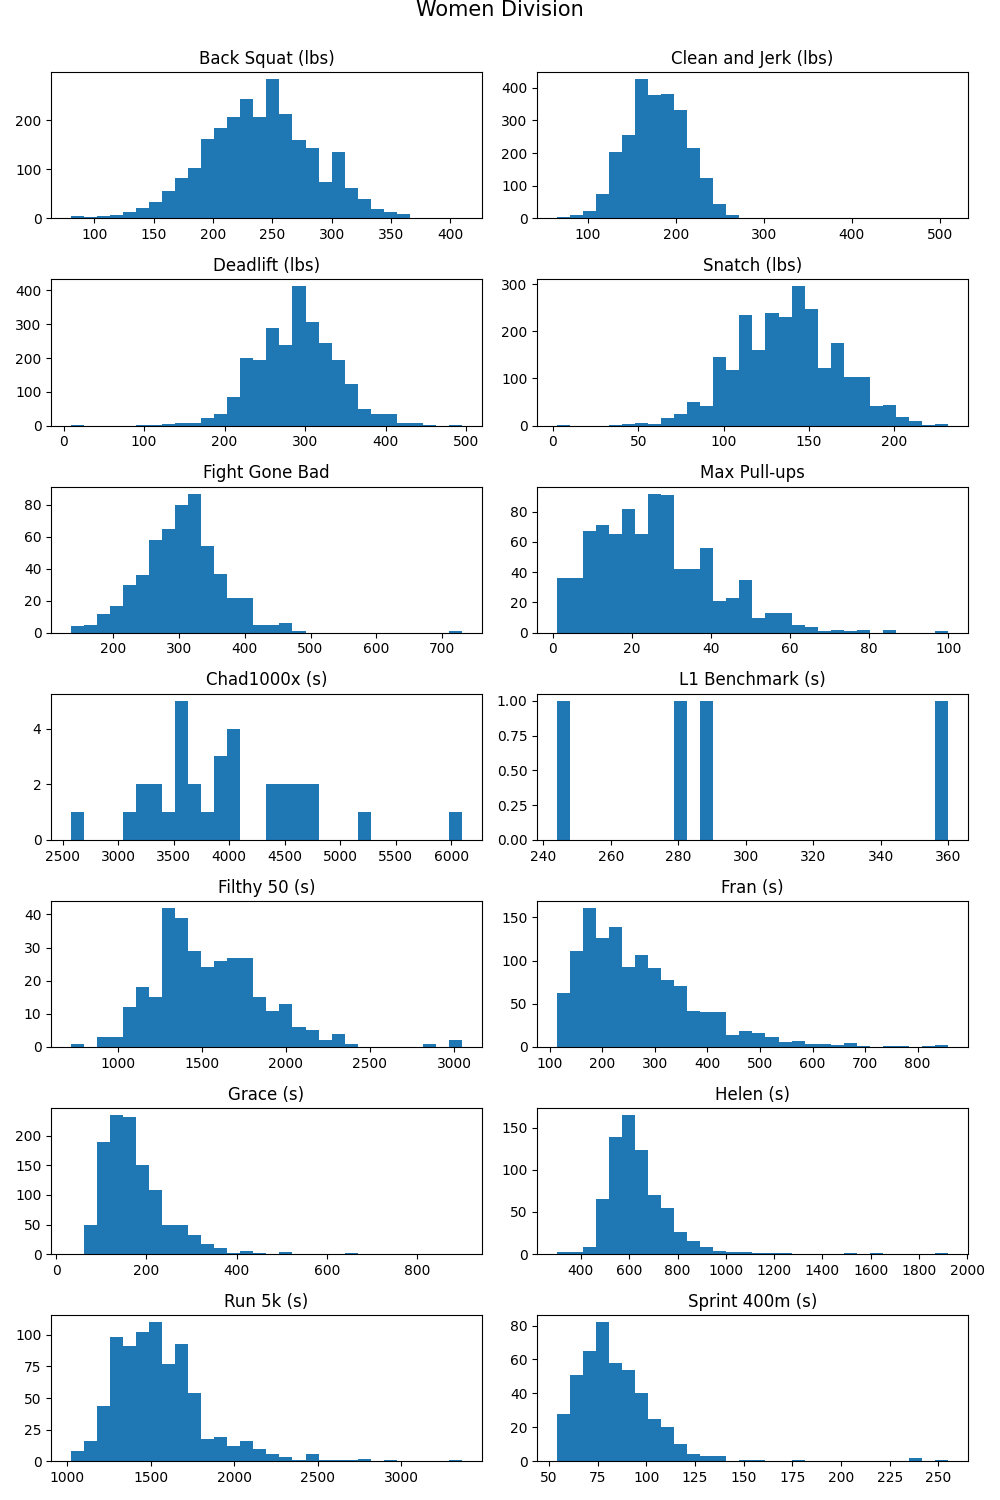 Women Division
Back Squat (lbs)
200
100
0
100 150 200 250 300 350 400
Clean and Jerk (lbs)
400
300
200
100
0
100 200 300 400 500
Deadlift (lbs)
400
300
200
100
0
0 100 200 300 400 500
Snatch (lbs)
300
200
100
0
0 50 100 150 200
Fight Gone Bad
80
60
40
20
0
200 300 400 500 600 700
Max Pull-ups
80
60
40
20
0
0 20 40 60 80 100
Chad1000x (s)
4
2
0
2500 3000 3500 4000 4500 5000 5500 6000
L1 Benchmark (s)
1.00
0.75
0.50
0.25
0.00
240 260 280 300 320 340 360
Filthy 50 (s)
40
30
20
10
0
1000 1500 2000 2500 3000
Fran (s)
150
100
50
0
100 200 300 400 500 600 700 800
Grace (s)
200
150
100
50
0
0 200 400 600 800
Helen (s)
150
100
50
0
400 600 800 1000 1200 1400 1600 1800 2000
Run 5k (s)
100
75
50
25
0
1000 1500 2000 2500 3000
Sprint 400m (s)
80
60
40
20
0
50 75 100 125 150 175 200 225 250